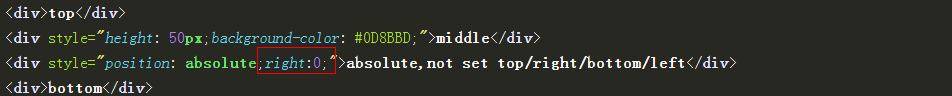 <div>top</div>
<div style="height: 50px;background-color: #0D8BBD;">middle</div>
<div style="position: absolute;right:0;">absolute,not set top/right/bottom/left</div>
<div>bottom</div>